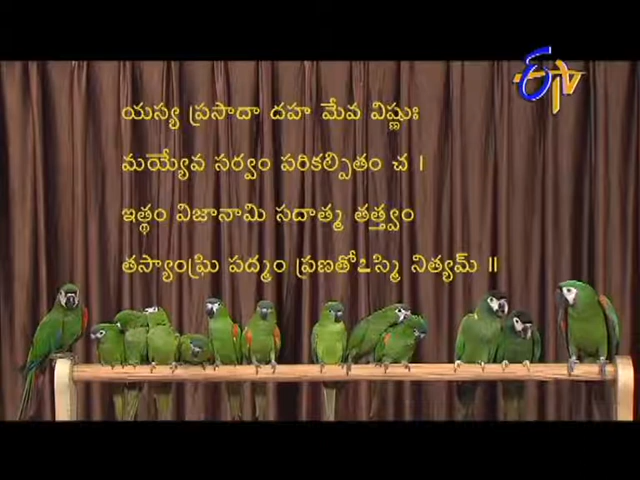 ETV
యస్య ప్రసాదా దహ మేవ విష్ణుః
మయ్యేవ సర్వం పరికల్పితం చ ।
ఇత్థం విజానామి సదాత్మ తత్త్వం
తస్యాంఘ్రి పద్మం ప్రణతోఽస్మి నిత్యమ్ ॥